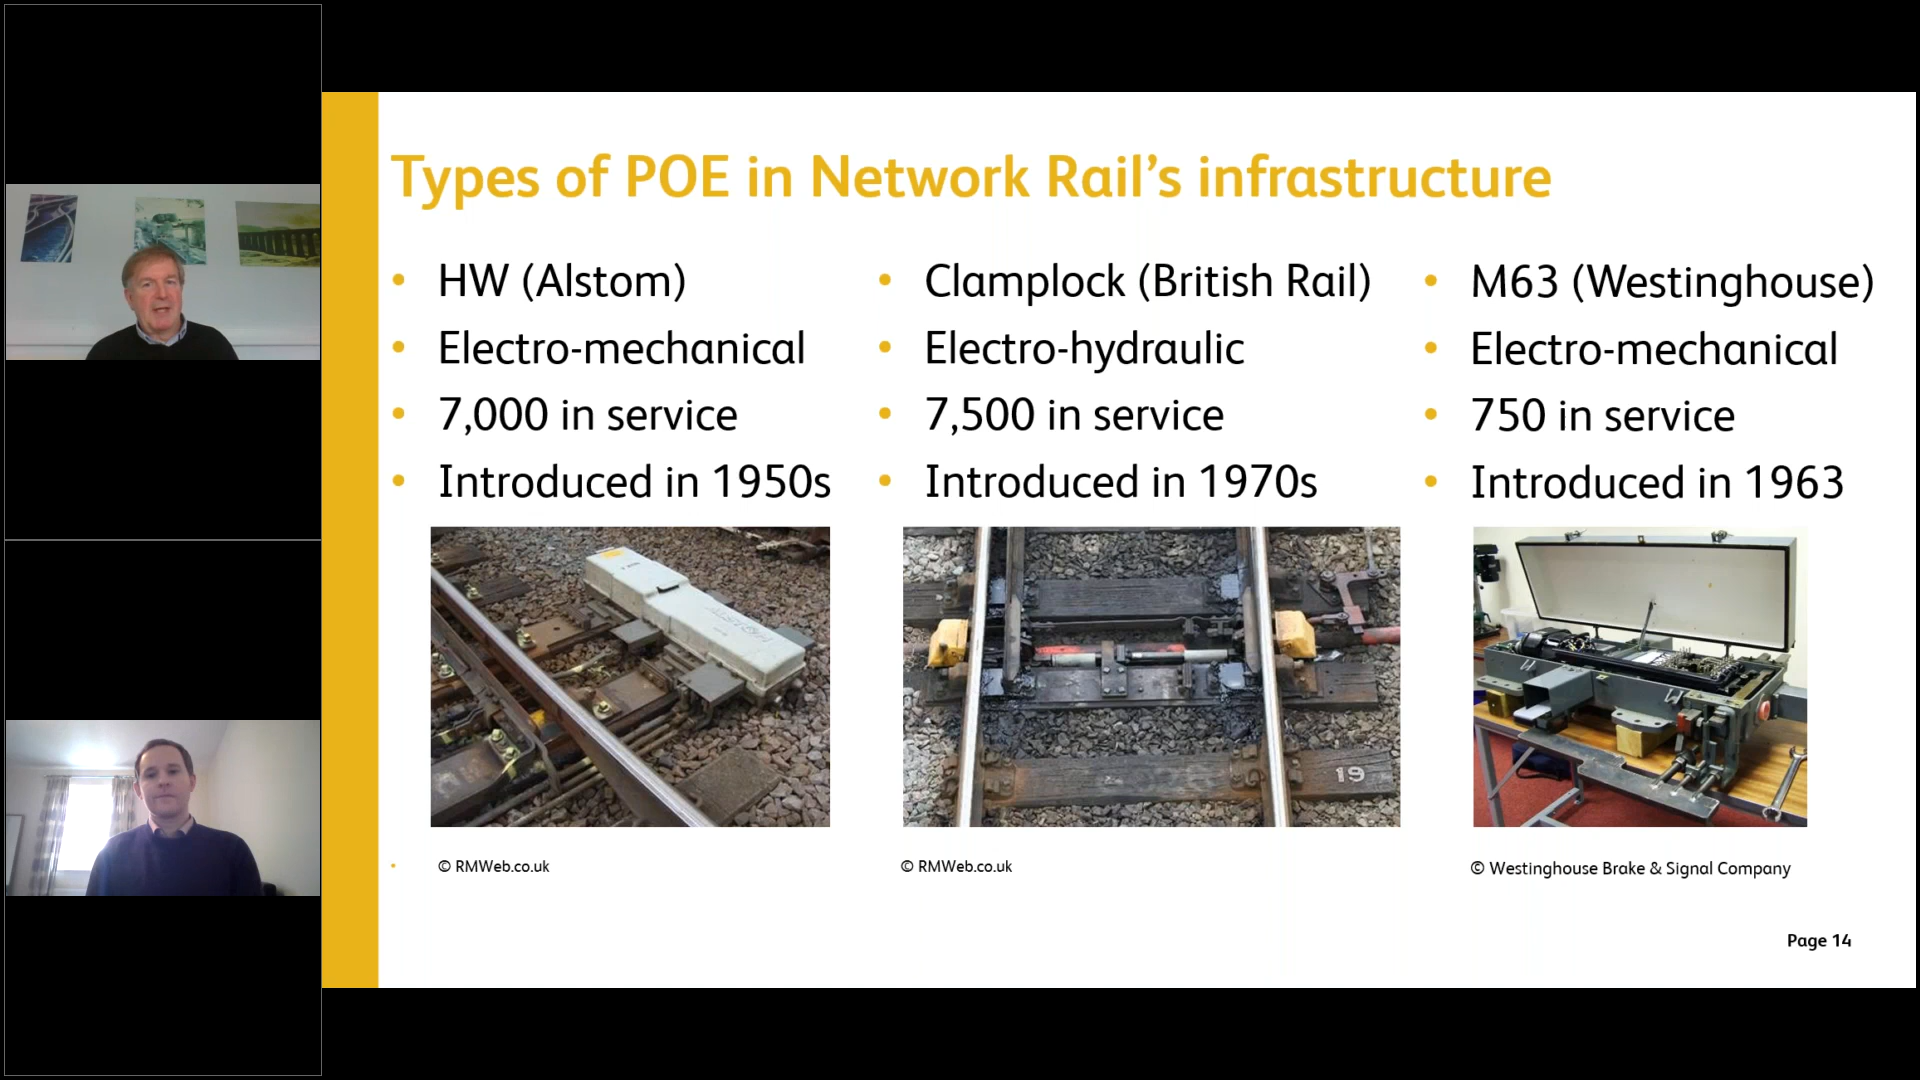 Types of POE in Network Rail's infrastructure
• HW (Alstom)
• Electro-mechanical
• 7,000 in service
• Introduced in 1950s
• Clamplock (British Rail)
• Electro-hydraulic
• 7,500 in service
• Introduced in 1970s
• M63 (Westinghouse)
• Electro-mechanical
• 750 in service
• Introduced in 1963
19
• © RMWeb.co.uk
© RMWeb.co.uk
© Westinghouse Brake & Signal Company
Page 14